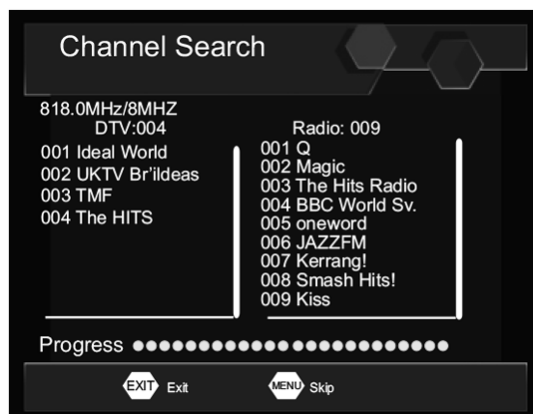 Channel Search
818.0MHz/8MHZ
DTV:004
001 Ideal World
002 UKTV Br'ildeas
003 TMF
004 The HITS
Radio: 009
001 Q
002 Magic
003 The Hits Radio
004 BBC World Sv.
005 oneword
006 JAZZFM
007 Kerrang!
008 Smash Hits!
009 Kiss
Progress
EXIT Exit
MENU Skip